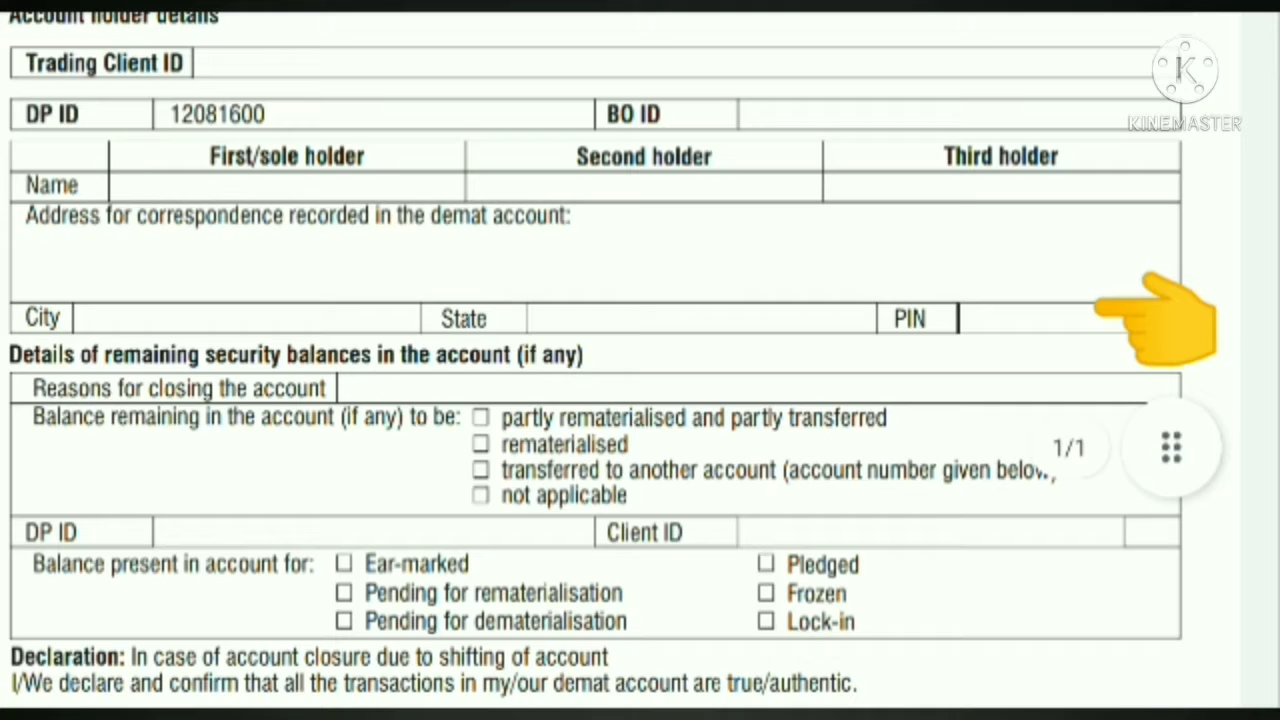 Account holder details
Trading Client ID
DP ID 12081600 BO ID
K
KINEMASTER
First/sole holder Second holder Third holder
Name
Address for correspondence recorded in the demat account:
City State PIN
Details of remaining security balances in the account (if any)
Reasons for closing the account
Balance remaining in the account (if any) to be: partly rematerialised and partly transferred
rematerialised
1/1
transferred to another account (account number given below,
not applicable
DP ID Client ID
Balance present in account for: Ear-marked Pledged
Pending for rematerialisation Frozen
Pending for dematerialisation Lock-in
Declaration: In case of account closure due to shifting of account
I/We declare and confirm that all the transactions in my/our demat account are true/authentic.